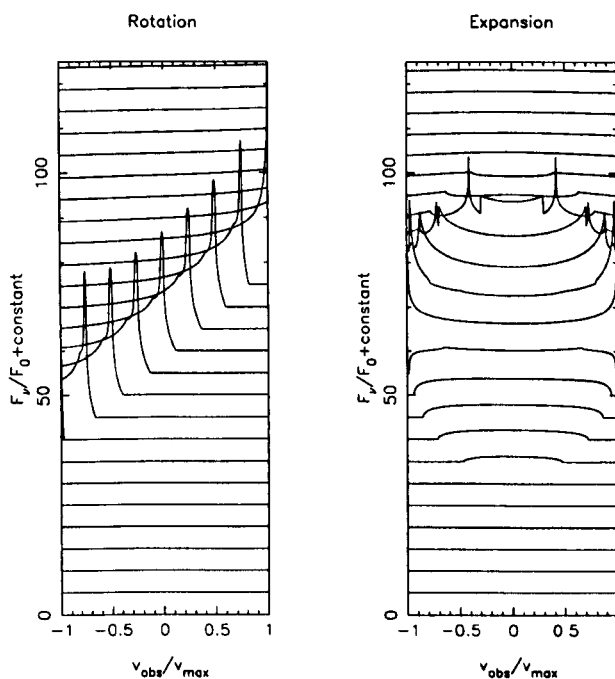 Rotation
Expansion
F_ν/F_0+constant
100
50
0
-1
-0.5
0
0.5
1
v_obs/v_max
F_ν/F_0+constant
100
50
0
-1
-0.5
0
0.5
v_obs/v_max